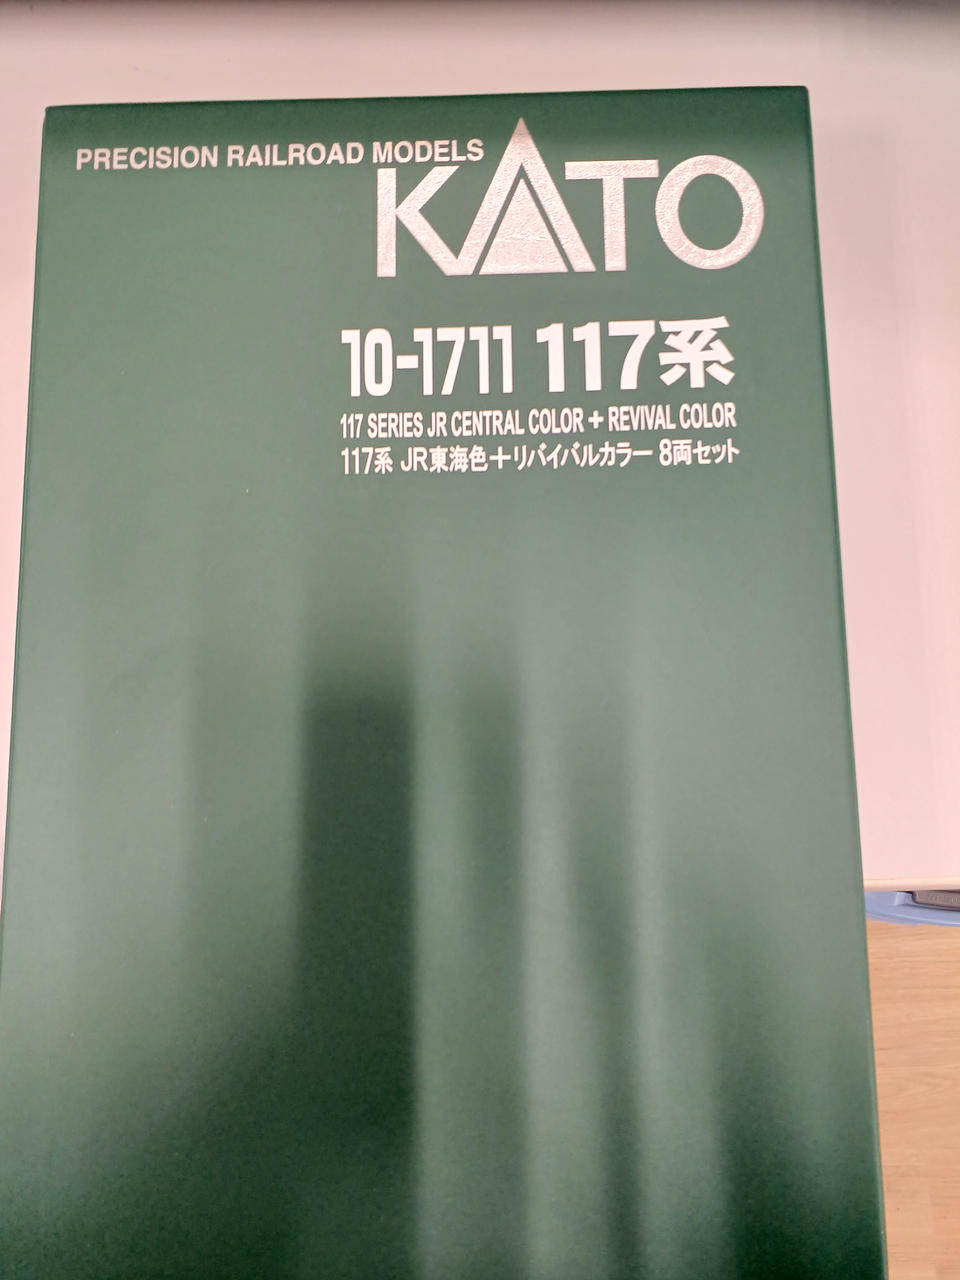 PRECISION RAILROAD MODELS
KATO
10-1711 117系
117 SERIES JR CENTRAL COLOR + REVIVAL COLOR
117系 JR東海色+リバイバルカラー 8両セット